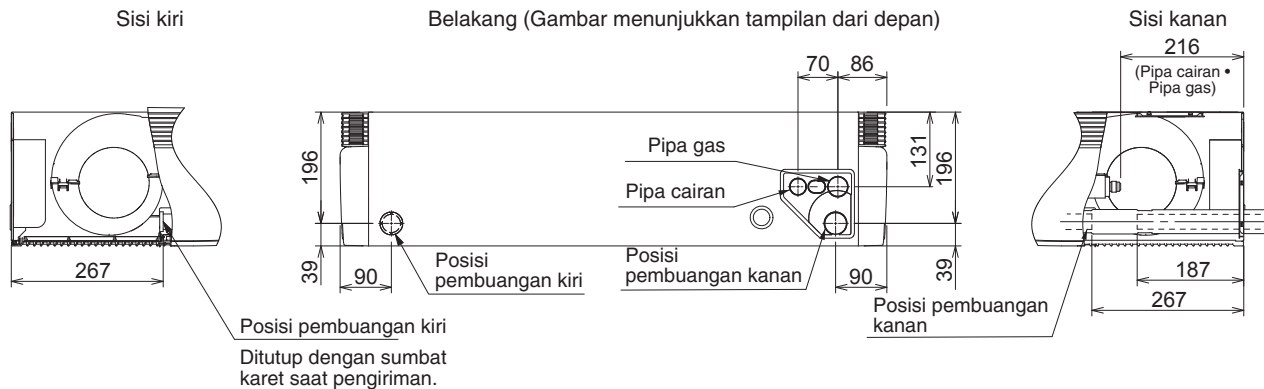 Sisi kiri
Belakang (Gambar menunjukkan tampilan dari depan)
Sisi kanan
216
(Pipa cairan •
Pipa gas)
70
86
196
131
196
Pipa gas
Pipa cairan
39
267
90
Posisi
pembuangan kiri
Posisi
pembuangan kanan
90
39
187
267
Posisi pembuangan
kanan
Posisi pembuangan kiri
Ditutup dengan sumbat
karet saat pengiriman.